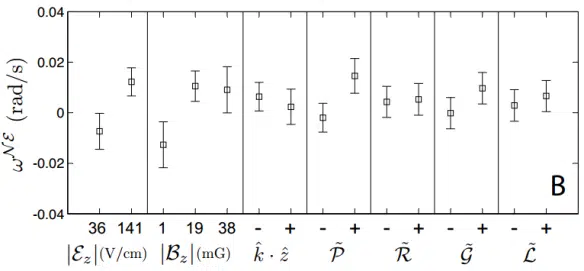 0.04
0.02
0
-0.02
-0.04
ω^{𝒩ℰ} (rad/s)
B
36 141 1 19 38 - + - + - + - + - +
|ℰ_z|(V/cm) |ℬ_z|(mG) k̂ · ẑ 𝒫̃ ℛ̃ 𝒢̃ ℒ̃